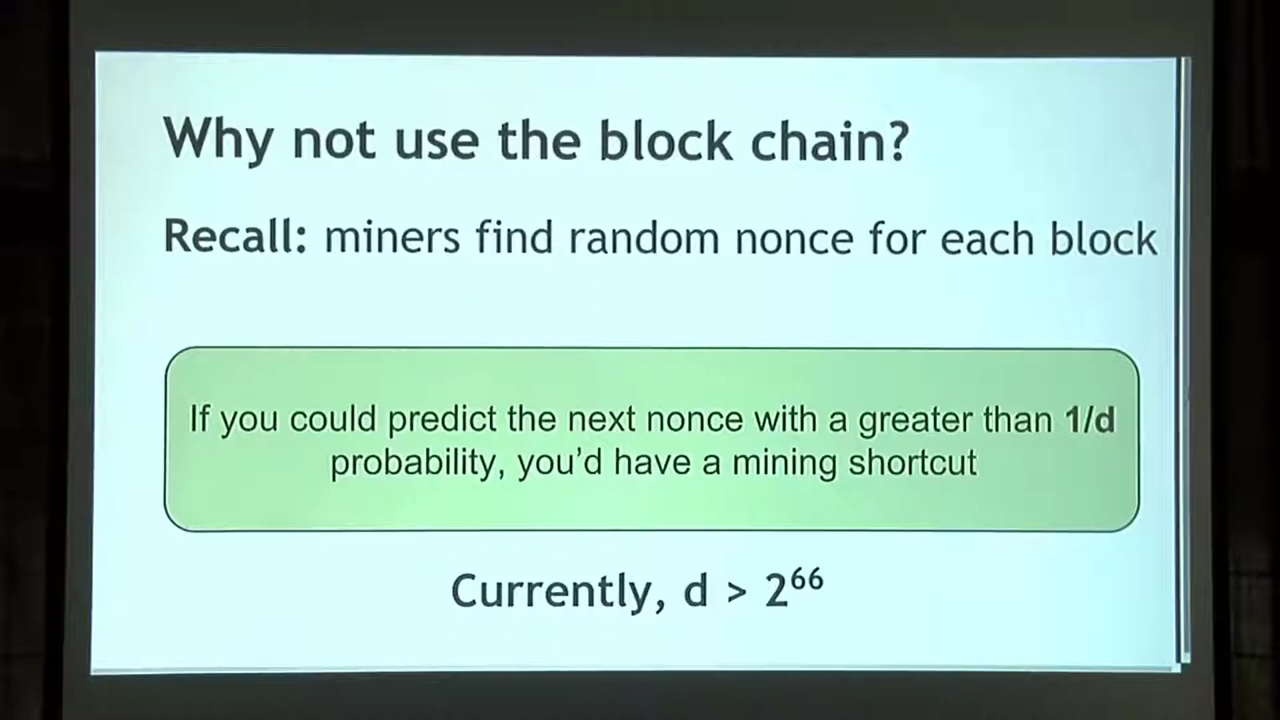 Why not use the block chain?
Recall: miners find random nonce for each block
If you could predict the next nonce with a greater than 1/d
probability, you'd have a mining shortcut
Currently, d > 2⁶⁶